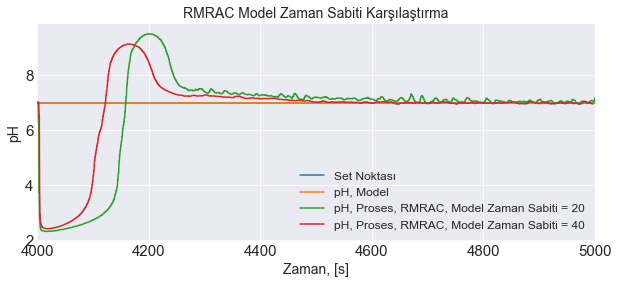 RMRAC Model Zaman Sabiti Karşılaştırma
pH
8
6
4
2
Set Noktası
pH, Model
pH, Proses, RMRAC, Model Zaman Sabiti = 20
pH, Proses, RMRAC, Model Zaman Sabiti = 40
4000 4200 4400 4600 4800 5000
Zaman, [s]